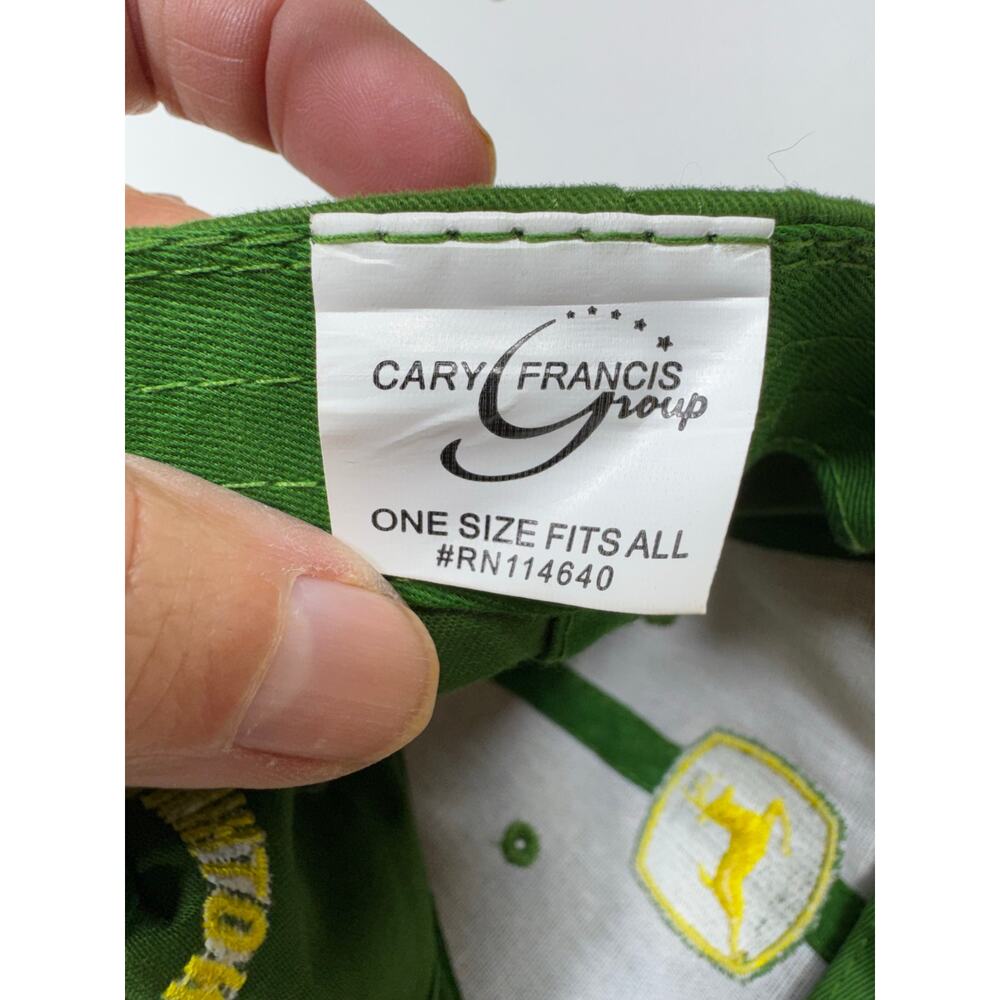 CARY FRANCIS
Group
ONE SIZE FITS ALL
#RN114640